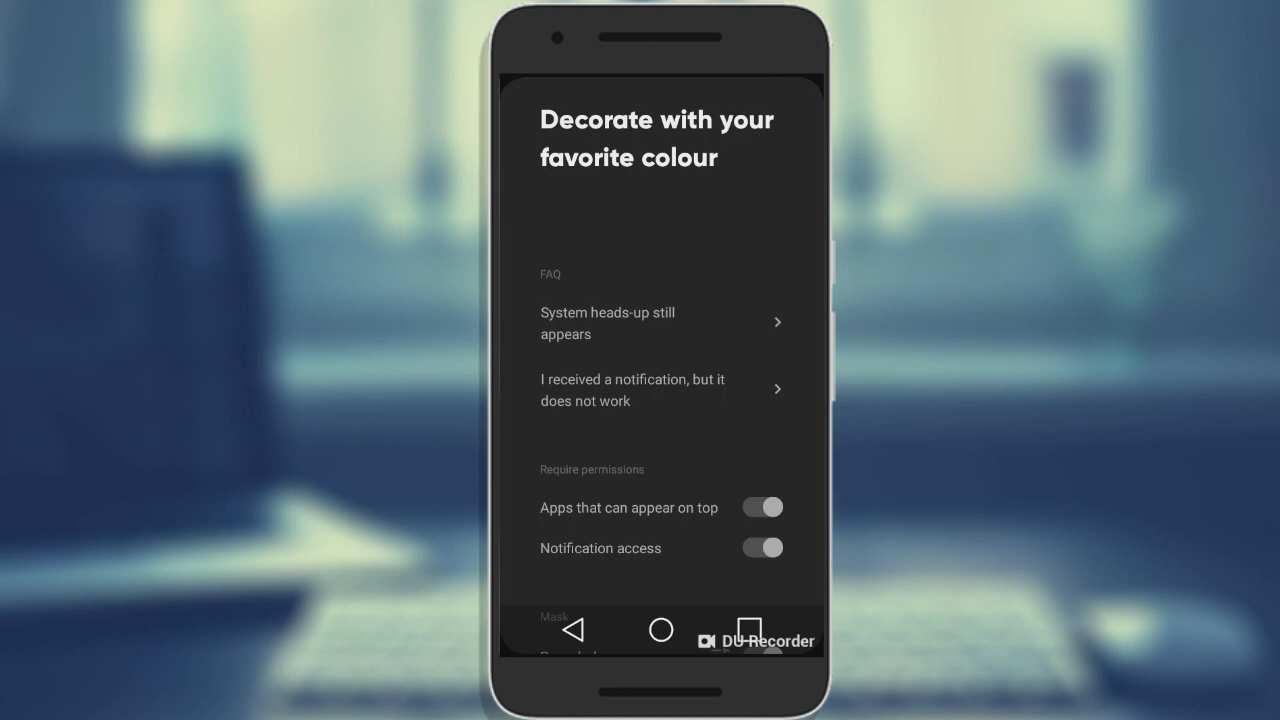 Decorate with your
favorite colour
FAQ
System heads-up still
appears
I received a notification, but it
does not work
Require permissions
Apps that can appear on top
Notification access
Mask
DU Recorder